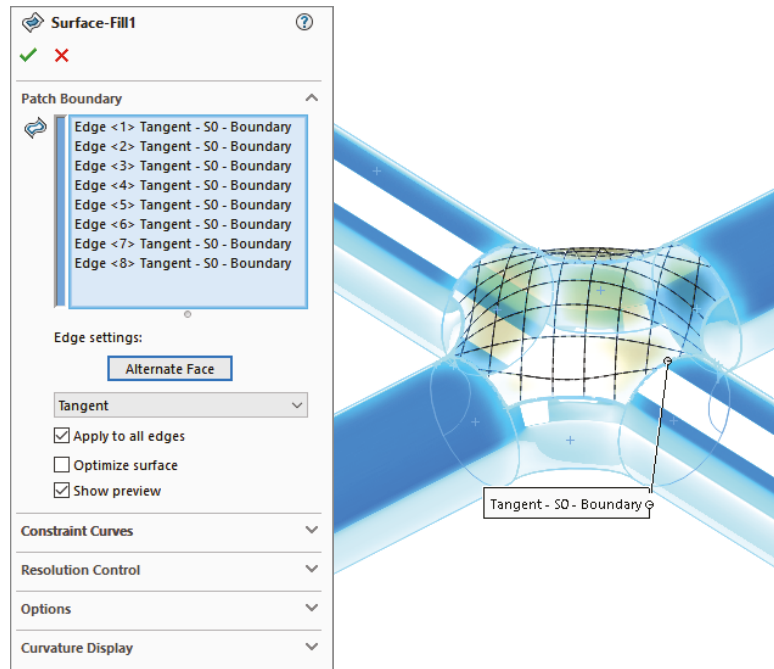 Surface-Fill1
Patch Boundary
Edge <1> Tangent - S0 - Boundary
Edge <2> Tangent - S0 - Boundary
Edge <3> Tangent - S0 - Boundary
Edge <4> Tangent - S0 - Boundary
Edge <5> Tangent - S0 - Boundary
Edge <6> Tangent - S0 - Boundary
Edge <7> Tangent - S0 - Boundary
Edge <8> Tangent - S0 - Boundary
Edge settings:
Alternate Face
Tangent
Apply to all edges
Optimize surface
Show preview
Constraint Curves
Resolution Control
Options
Curvature Display
Tangent - S0 - Boundary